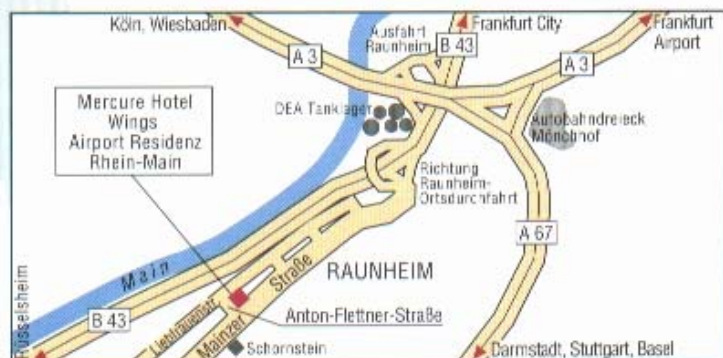 Köln, Wiesbaden
Ausfahrt
Raunheim
B 43
Frankfurt City
Frankfurt
Airport
A 3
A 3
Mercure Hotel
Wings
Airport Residenz
Rhein-Main
DEA Tanklager
Autobahndreieck
Mönchhof
Richtung
Raunheim-
Ortsdurchfahrt
A 67
Main
RAUNHEIM
Rüsselsheim
B 43
Liebfrauenstr.
Mainzer Straße
Anton-Flettner-Straße
Schornstein
Darmstadt, Stuttgart, Basel